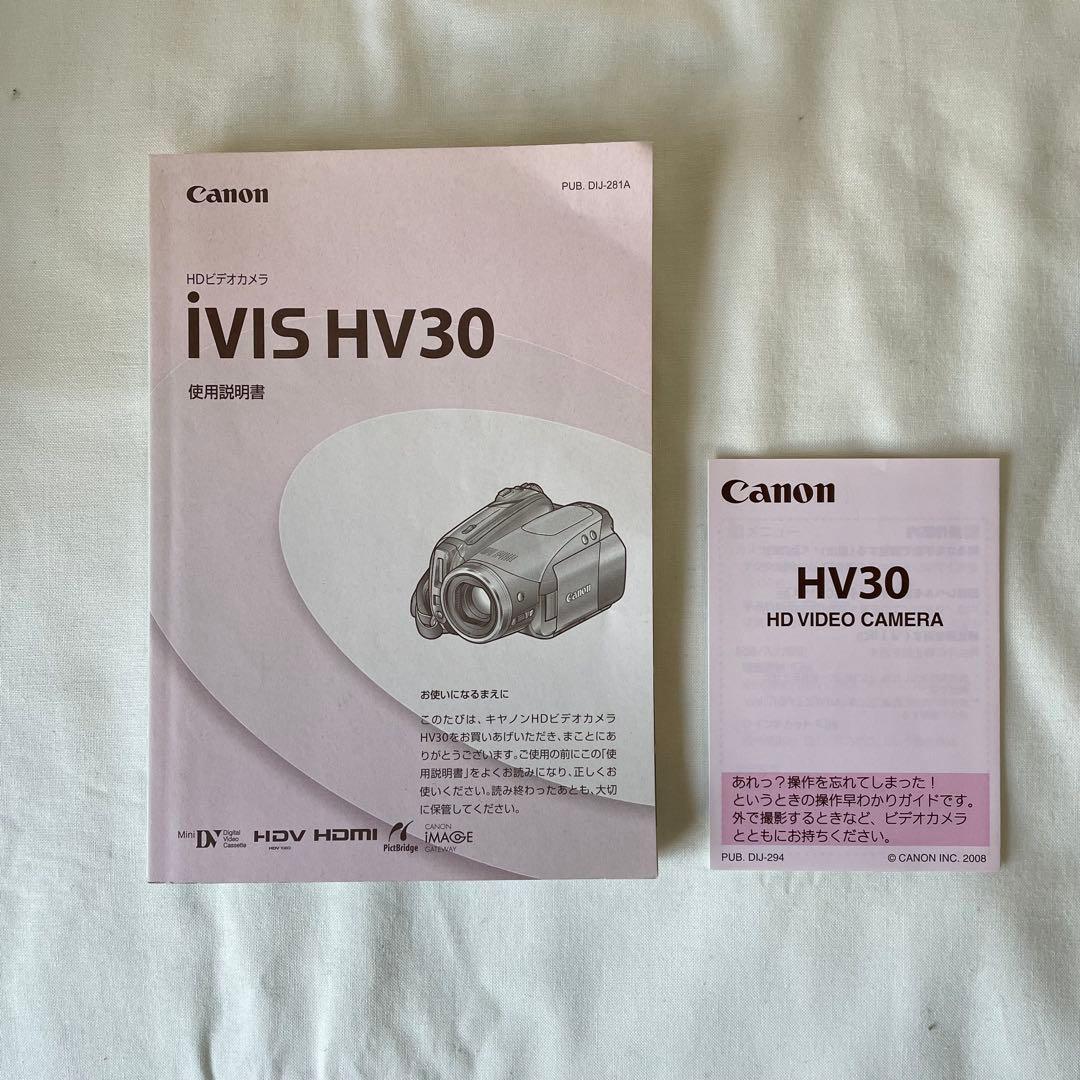 Canon
PUB. DIJ-281A
HDビデオカメラ
iVIS HV30
使用説明書
Canon
お使いになるまえに
このたびは、キヤノンHDビデオカメラ
HV30をお買いあげいただき、まことにあ
りがとうございます。ご使用の前にこの「使
用説明書」をよくお読みになり、正しくお
使いください。読み終わったあとも、大切
に保管してください。
Mini DV Digital Video Cassette
HDV
HDV 1080
HDMI
PictBridge
CANON
iMAGE
GATEWAY
Canon
HV30
HD VIDEO CAMERA
あれっ?操作を忘れてしまった!
というときの操作早わかりガイドです。
外で撮影するときなど、ビデオカメラ
とともにお持ちください。
PUB. DIJ-294
© CANON INC. 2008